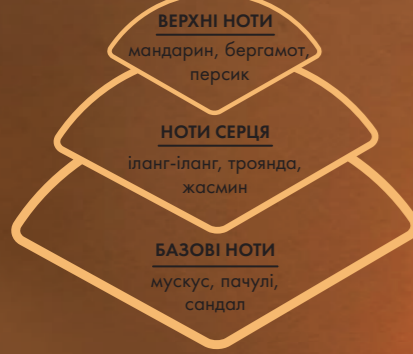 ВЕРХНІ НОТИ
мандарин, бергамот,
персик
НОТИ СЕРЦЯ
іланг-іланг, троянда,
жасмин
БАЗОВІ НОТИ
мускус, пачулі,
сандал